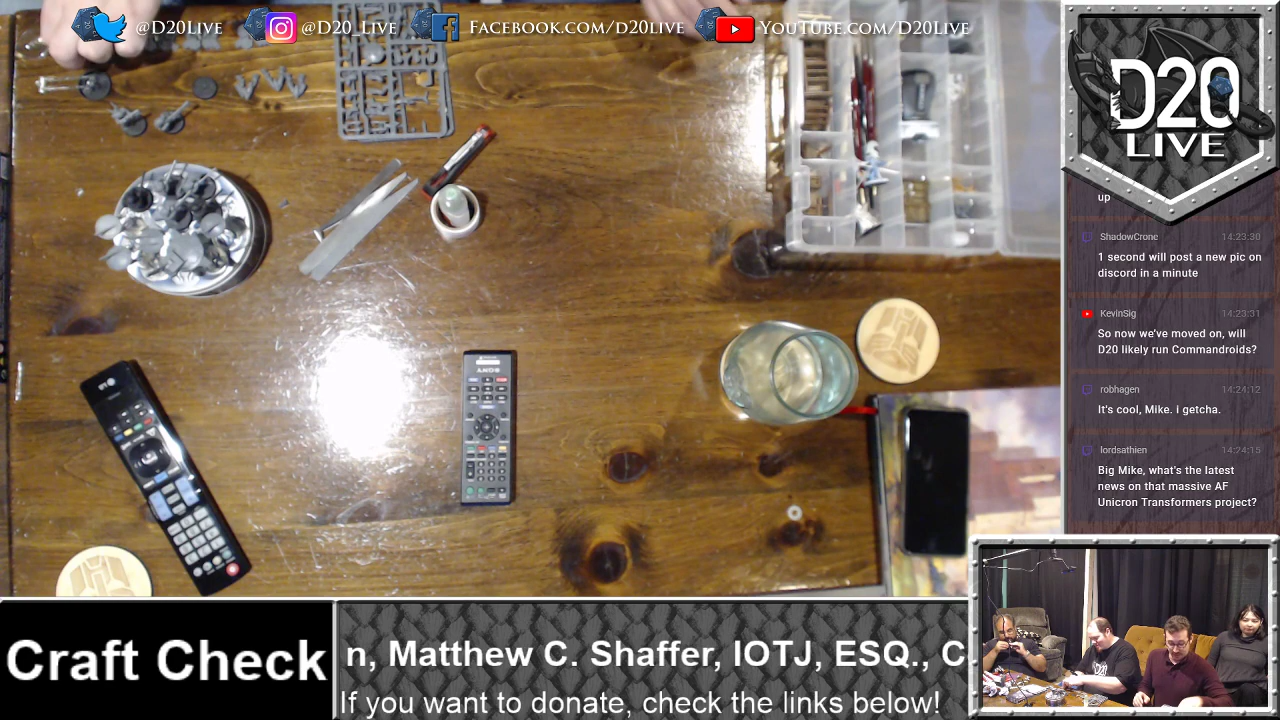 @D20Live
@D20_Live
Facebook.com/d20live
YouTube.com/D20Live
D20
LIVE
up
ShadowCrone 14:23:30
1 second will post a new pic on
discord in a minute
KevinSig 14:23:31
So now we've moved on, will
D20 likely run Commandroids?
robhagen 14:24:12
It's cool, Mike. i getcha.
lordsathien 14:24:15
Big Mike, what's the latest
news on that massive AF
Unicron Transformers project?
SONY
LG
Craft Check
n, Matthew C. Shaffer, IOTJ, ESQ., C
If you want to donate, check the links below!